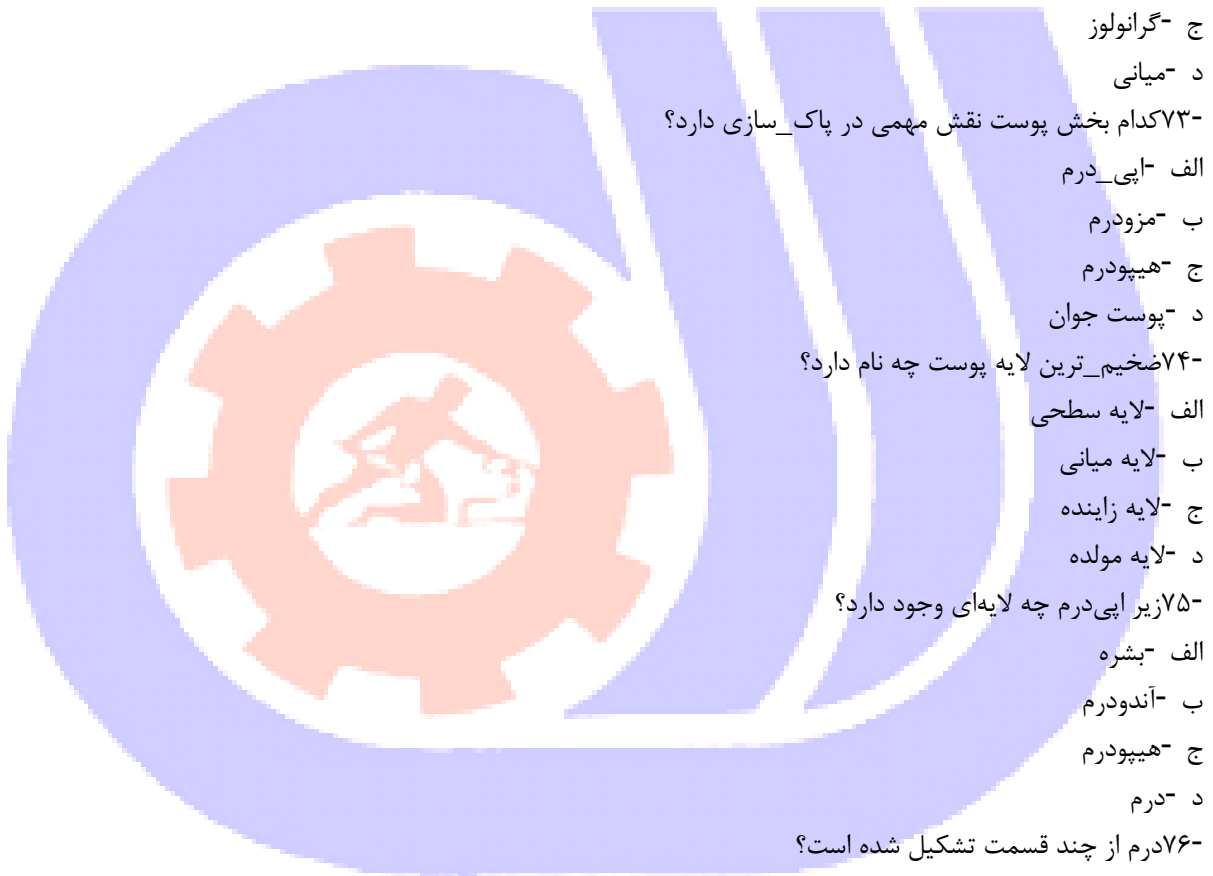 ج -گرانولوز
د -میانی
-۷۳کدام بخش پوست نقش مهمی در پاک_سازی دارد؟
الف -اپی_درم
ب -مزودرم
ج -هیپودرم
د -پوست جوان
-۷۴ضخیم_ترین لایه پوست چه نام دارد؟
الف -لایه سطحی
ب -لایه میانی
ج -لایه زاینده
د -لایه مولده
-۷۵زیر اپی‌درم چه لایه‌ای وجود دارد؟
الف -بشره
ب -آندودرم
ج -هیپودرم
د -درم
-۷۶درم از چند قسمت تشکیل شده است؟